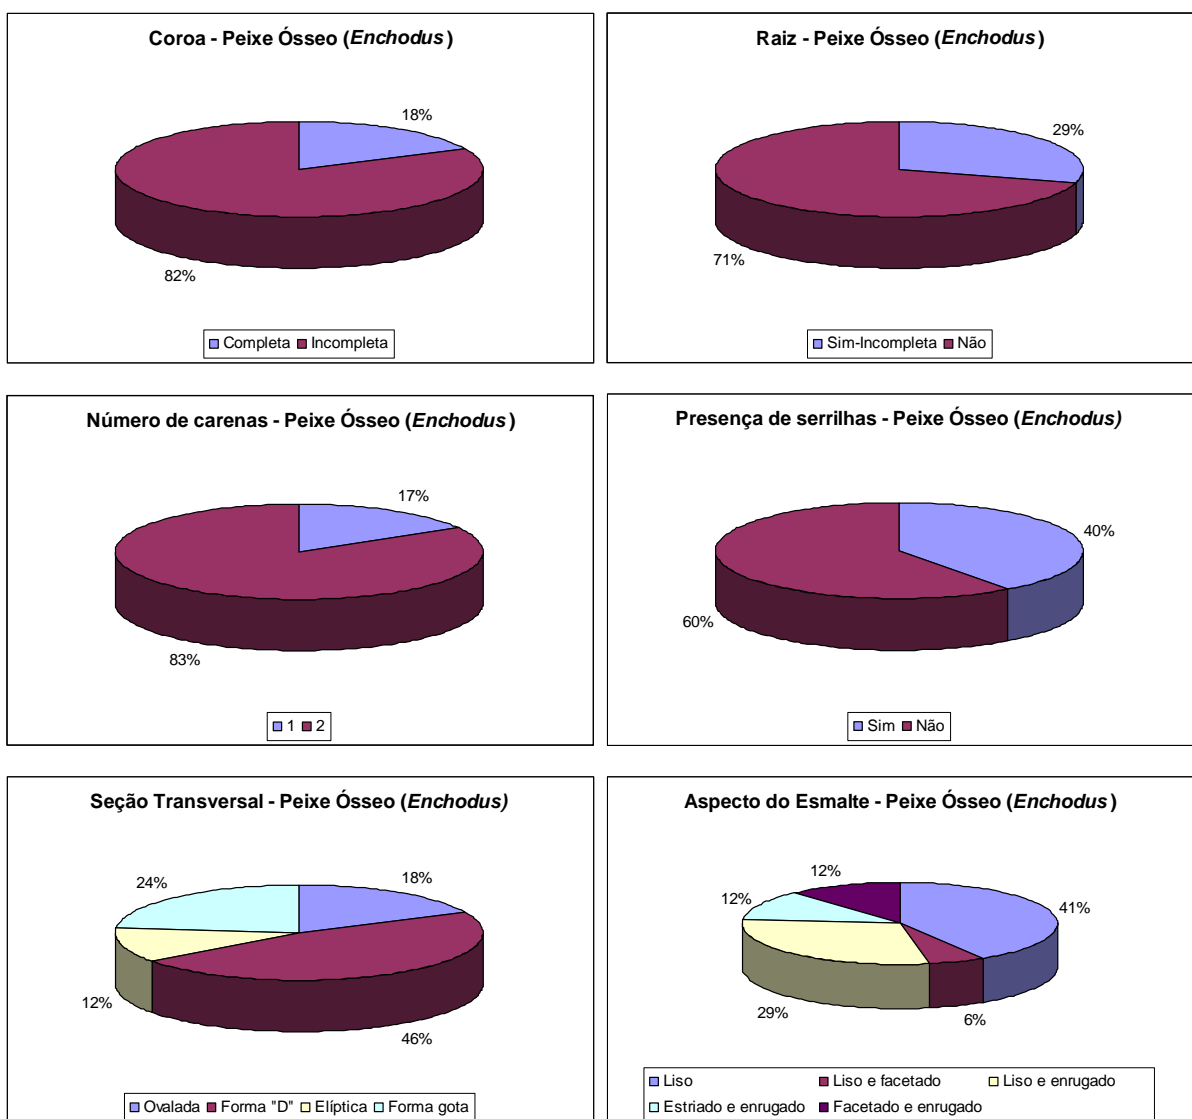 Coroa - Peixe Ósseo (Enchodus)
18%
82%
Completa Incompleta
Raiz - Peixe Ósseo (Enchodus)
29%
71%
Sim-Incompleta Não
Número de carenas - Peixe Ósseo (Enchodus)
17%
83%
1 2
Presença de serrilhas - Peixe Ósseo (Enchodus)
40%
60%
Sim Não
Seção Transversal - Peixe Ósseo (Enchodus)
24%
18%
12%
46%
Ovalada Forma "D" Elíptica Forma gota
Aspecto do Esmalte - Peixe Ósseo (Enchodus)
12%
12%
41%
29%
6%
Liso Liso e facetado Liso e enrugado
Estriado e enrugado Facetado e enrugado